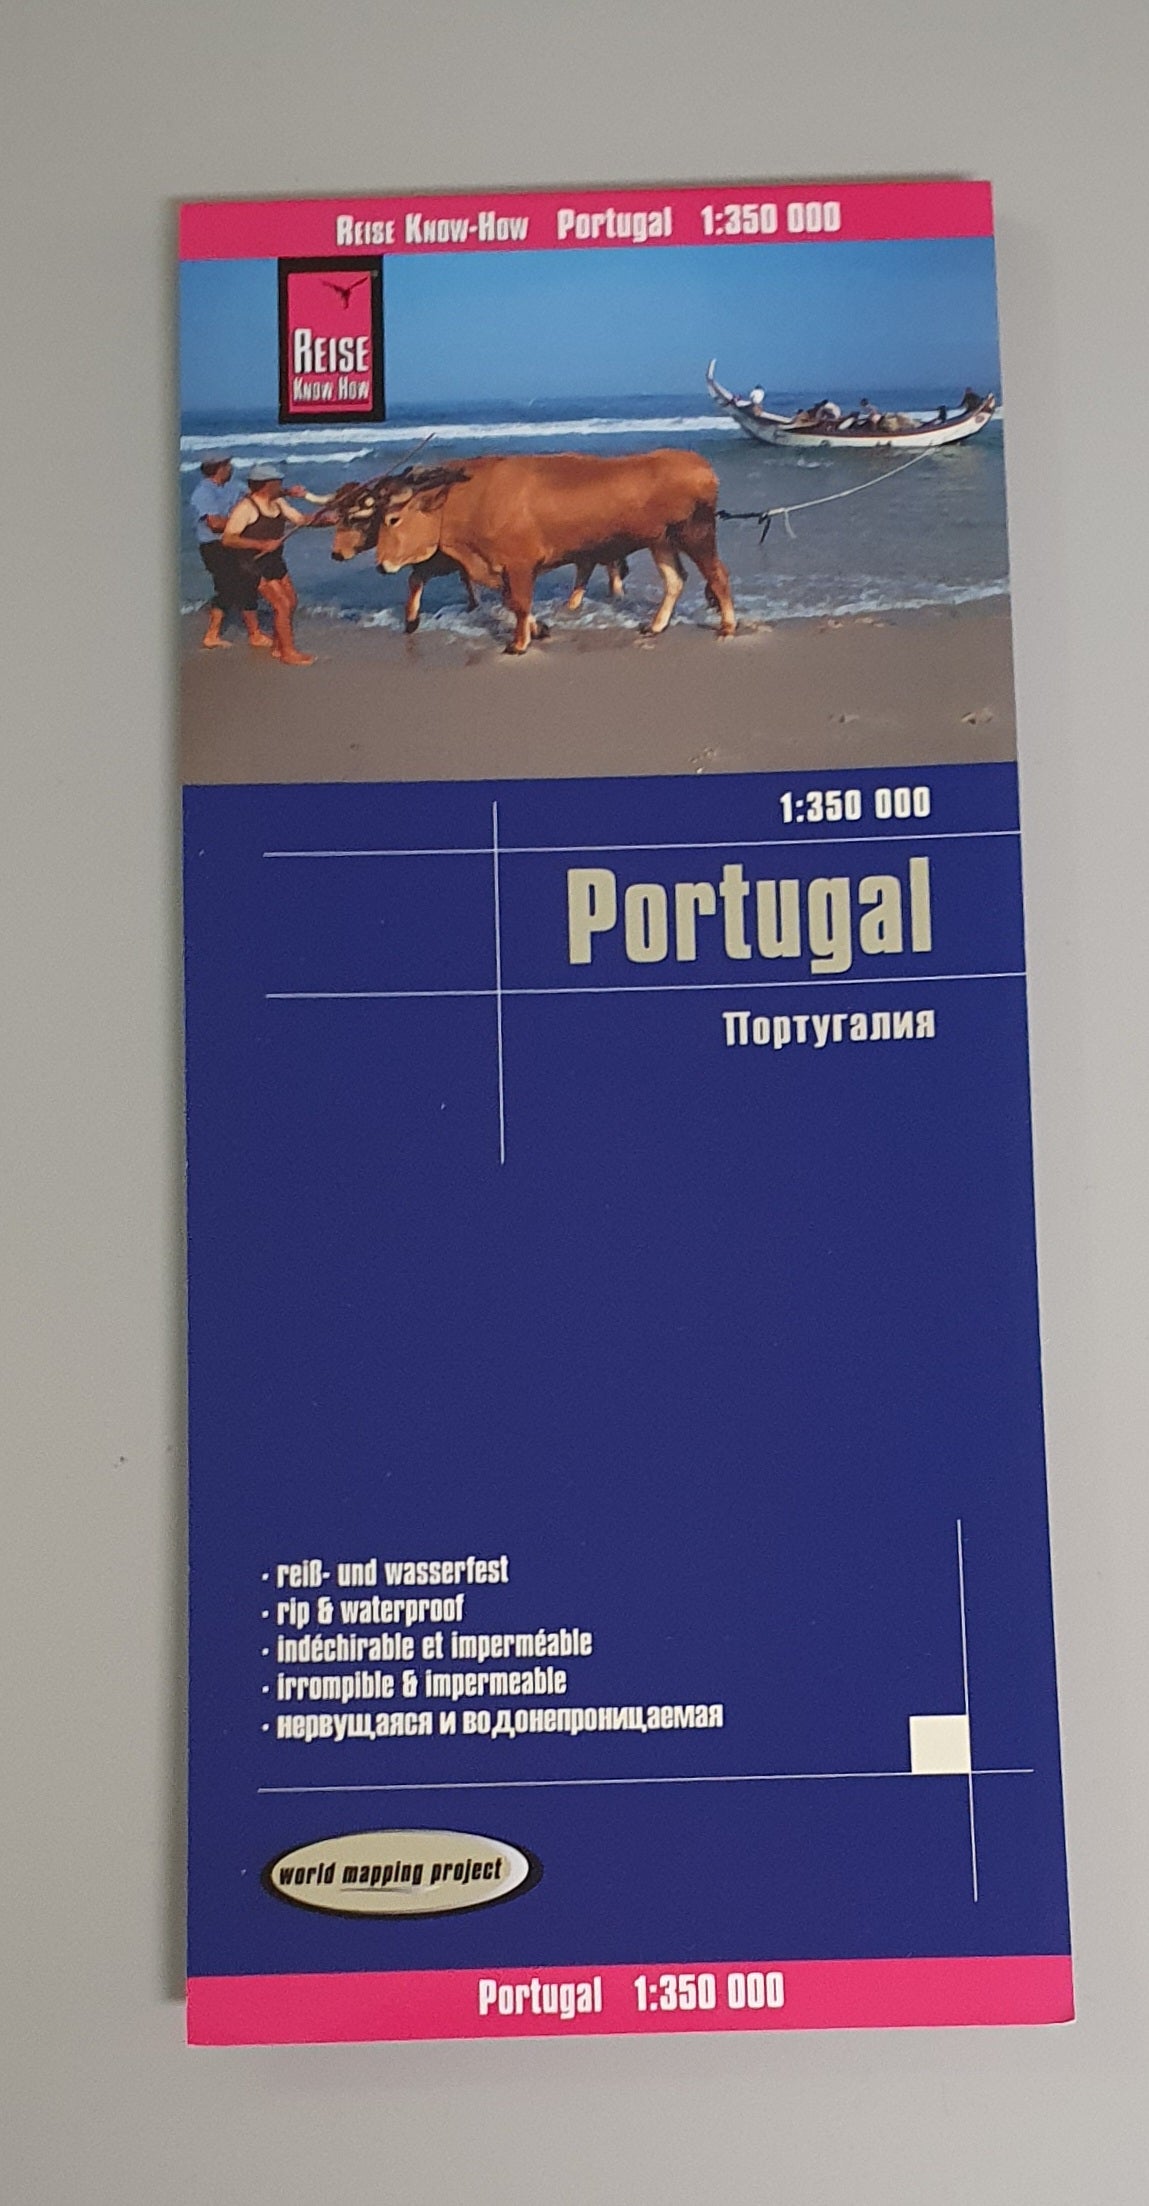 REISE KNOW-HOW Portugal 1:350 000
REISE
KNOW HOW
1:350 000
Portugal
Португалия
· reiß- und wasserfest
· rip & waterproof
· indéchirable et imperméable
· irrompible & impermeable
· нервущаяся и водонепроницаемая
world mapping project
Portugal 1:350 000